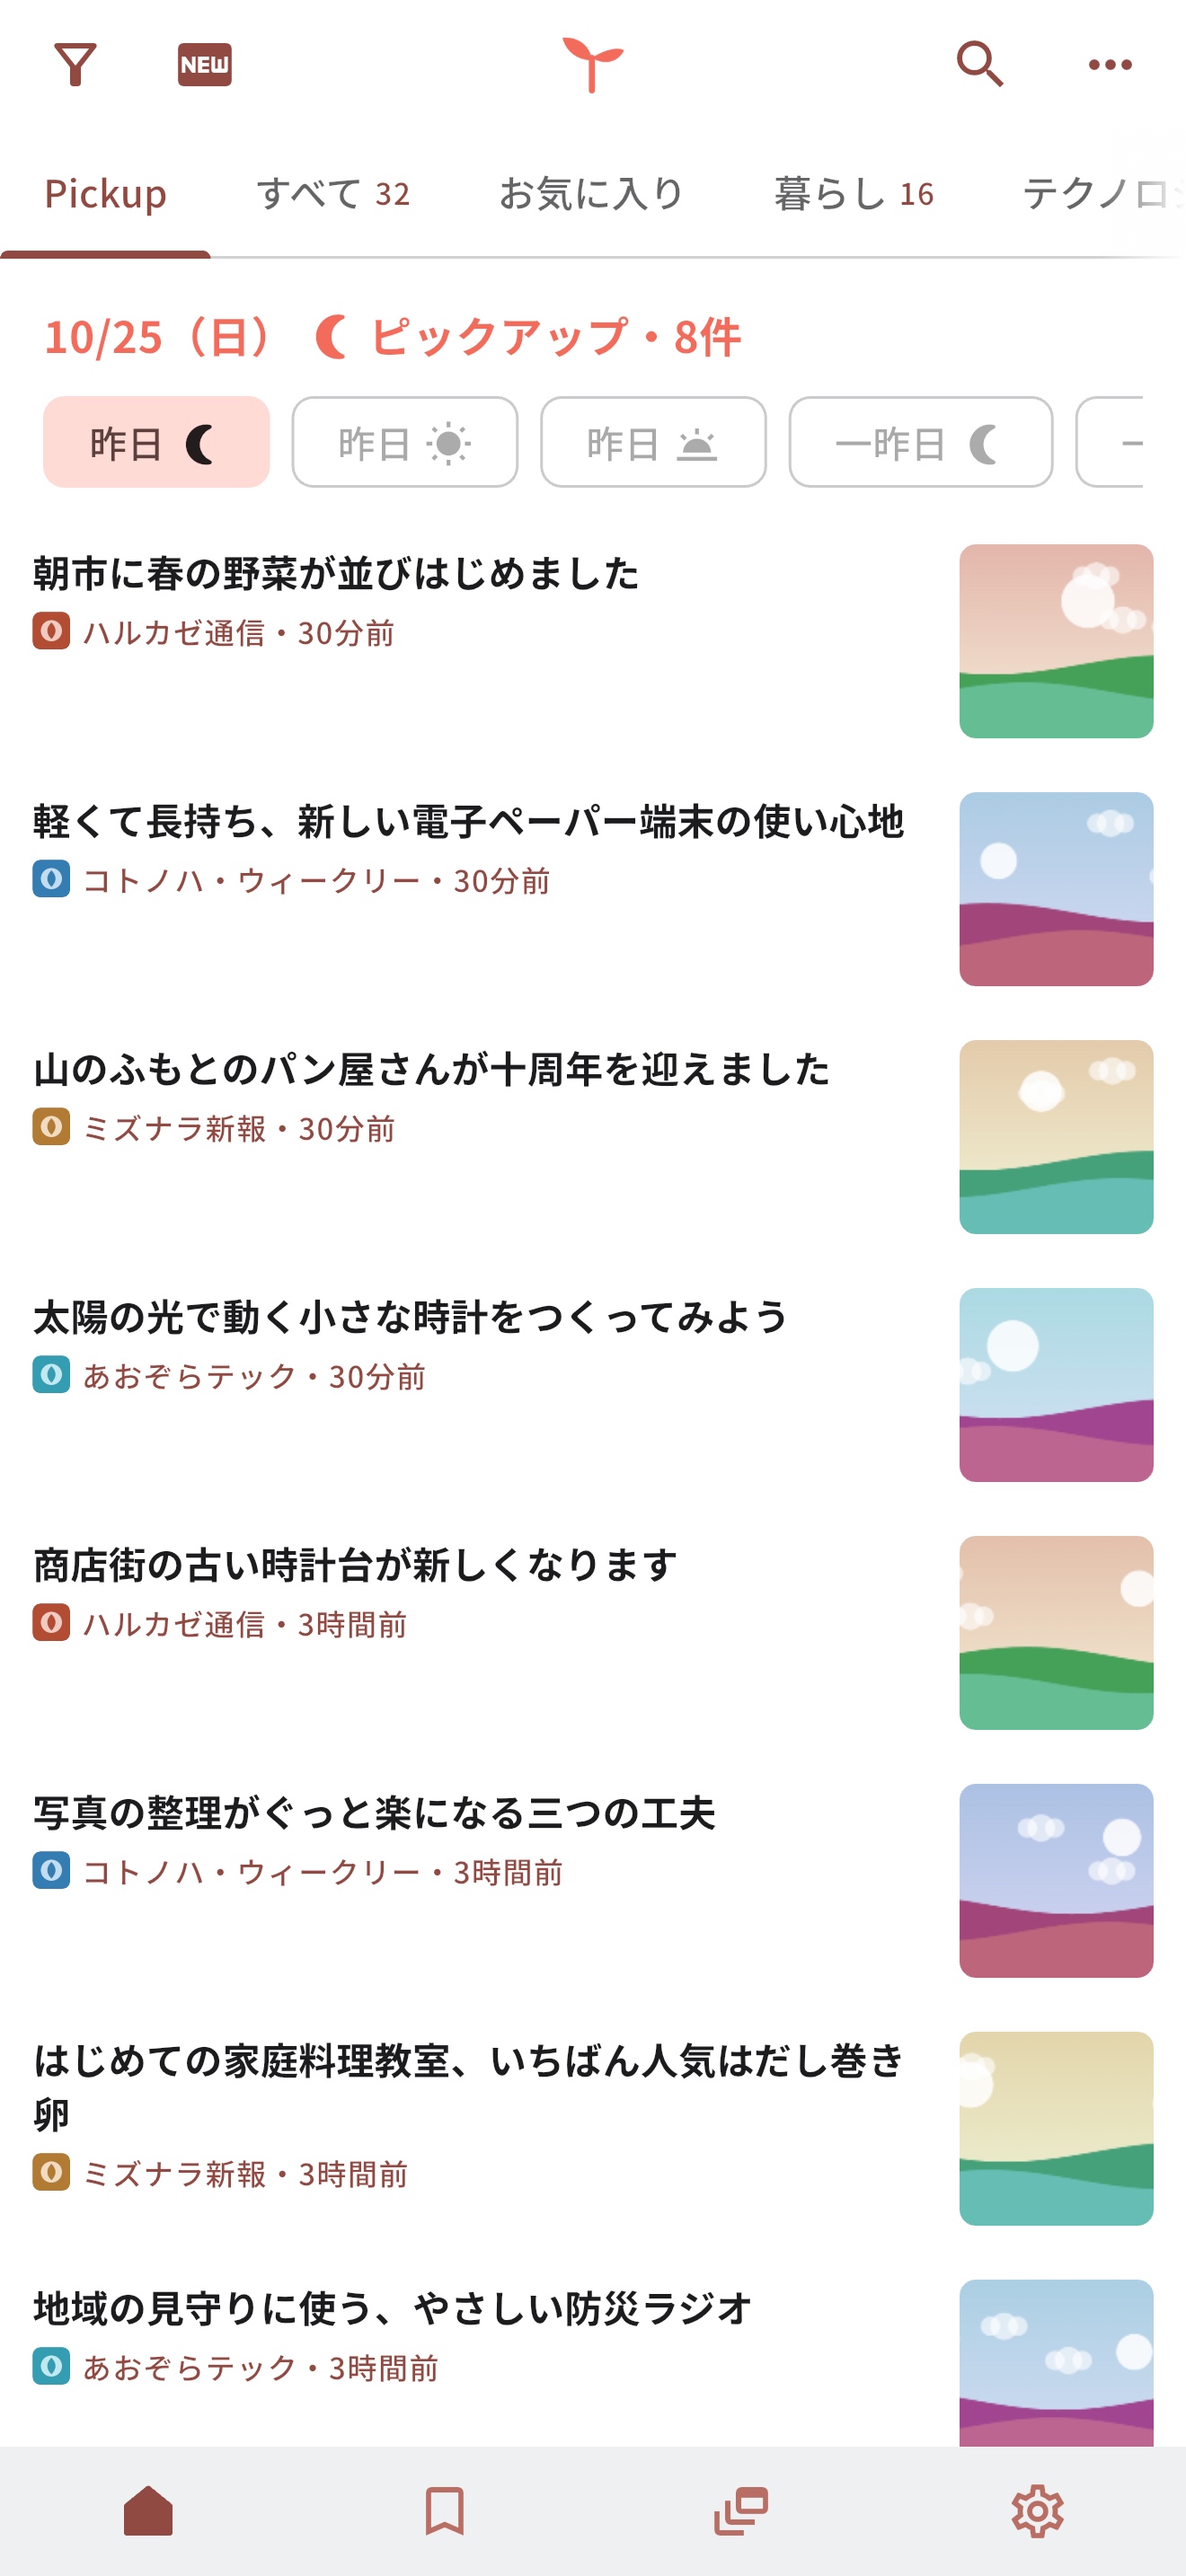 NEW
Pickup すべて 32 お気に入り 暮らし 16 テクノロ
10/25（日） ピックアップ・8件
昨日 昨日 昨日 一昨日
朝市に春の野菜が並びはじめました
ハルカゼ通信・30分前
軽くて長持ち、新しい電子ペーパー端末の使い心地
コトノハ・ウィークリー・30分前
山のふもとのパン屋さんが十周年を迎えました
ミズナラ新報・30分前
太陽の光で動く小さな時計をつくってみよう
あおぞらテック・30分前
商店街の古い時計台が新しくなります
ハルカゼ通信・3時間前
写真の整理がぐっと楽になる三つの工夫
コトノハ・ウィークリー・3時間前
はじめての家庭料理教室、いちばん人気はだし巻き
卵
ミズナラ新報・3時間前
地域の見守りに使う、やさしい防災ラジオ
あおぞらテック・3時間前